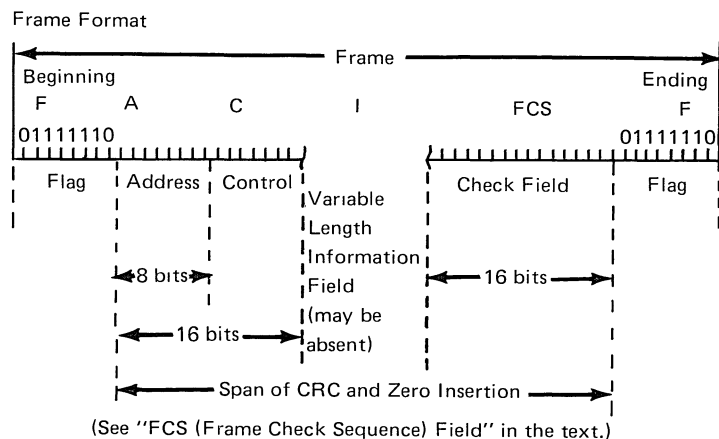 Frame Format
Frame
Beginning Ending
F A C I FCS F
01111110 01111110
Flag Address Control Check Field Flag
Variable
Length
Information
Field
(may be
absent)
8 bits 16 bits
16 bits
Span of CRC and Zero Insertion
(See "FCS (Frame Check Sequence) Field" in the text.)